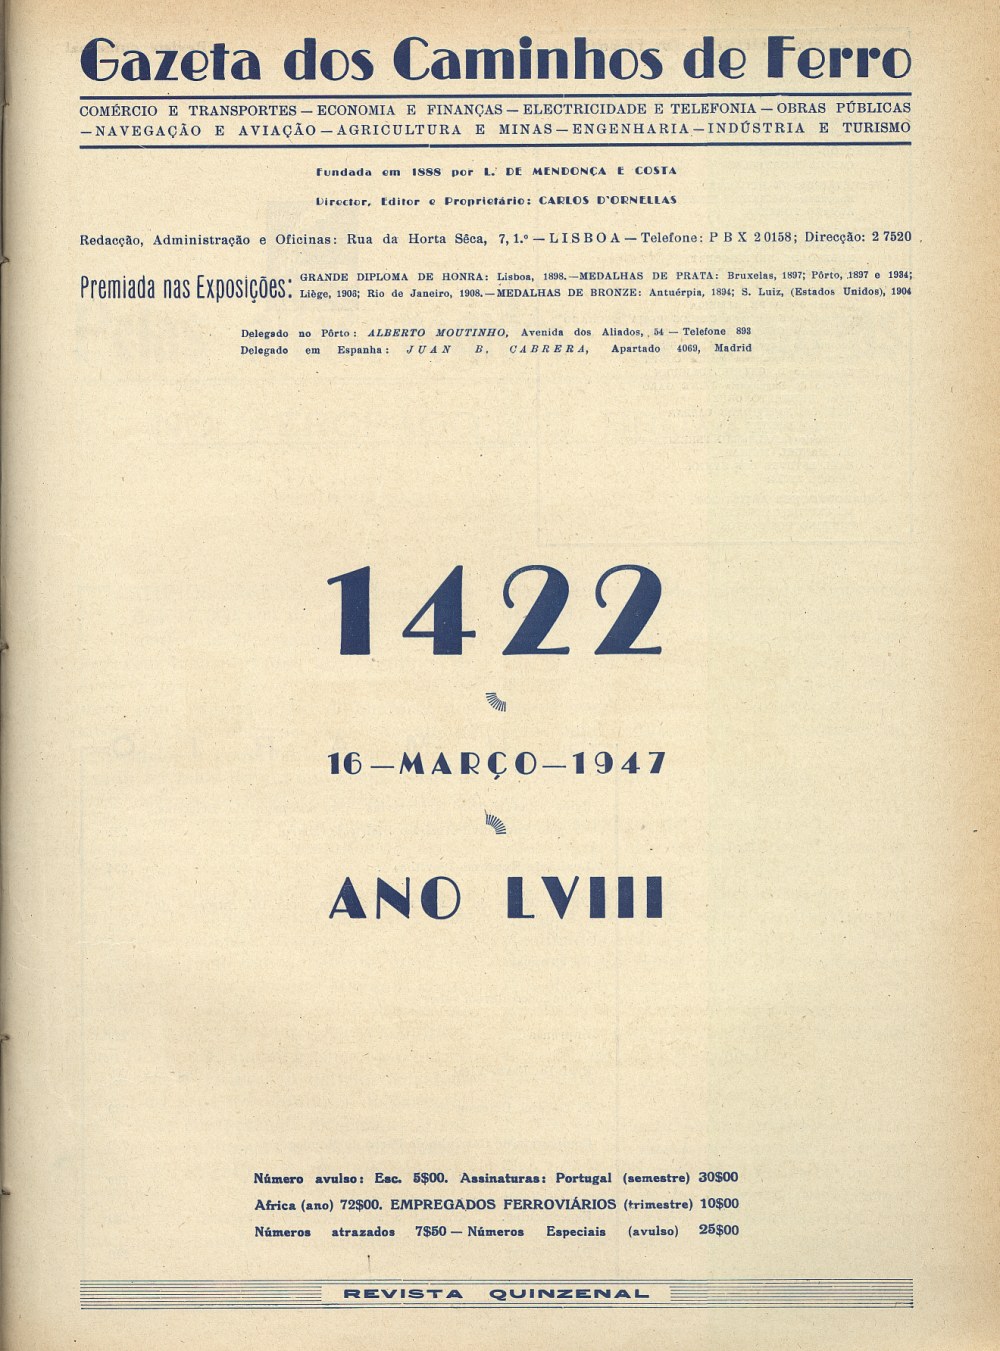 Gazeta dos Caminhos de Ferro
COMÉRCIO E TRANSPORTES — ECONOMIA E FINANÇAS — ELECTRICIDADE E TELEFONIA — OBRAS PÚBLICAS
— NAVEGAÇÃO E AVIAÇÃO — AGRICULTURA E MINAS — ENGENHARIA — INDÚSTRIA E TURISMO
Fundada em 1888 por L. DE MENDONÇA E COSTA
Director, Editor e Proprietário: CARLOS D'ORNELLAS
Redacção, Administração e Oficinas: Rua da Horta Sêca, 7, 1.º — LISBOA — Telefone: P B X 2 0158; Direcção: 2 7520
Premiada nas Exposições: GRANDE DIPLOMA DE HONRA: Lisboa, 1898. — MEDALHAS DE PRATA: Bruxelas, 1897; Pôrto, 1897 e 1934;
Liège, 1905; Rio de Janeiro, 1908. — MEDALHAS DE BRONZE: Antuérpia, 1894; S. Luiz, (Estados Unidos), 1904
Delegado no Pôrto: ALBERTO MOUTINHO, Avenida dos Aliados, 54 — Telefone 893
Delegado em Espanha: JUAN B. CABRERA, Apartado 4069, Madrid
1422
16 — MARÇO — 1947
ANO LVIII
Número avulso: Esc. 5$00. Assinaturas: Portugal (semestre) 30$00
Africa (ano) 72$00. EMPREGADOS FERROVIÁRIOS (trimestre) 10$00
Números atrazados 7$50 — Números Especiais (avulso) 25$00
REVISTA QUINZENAL